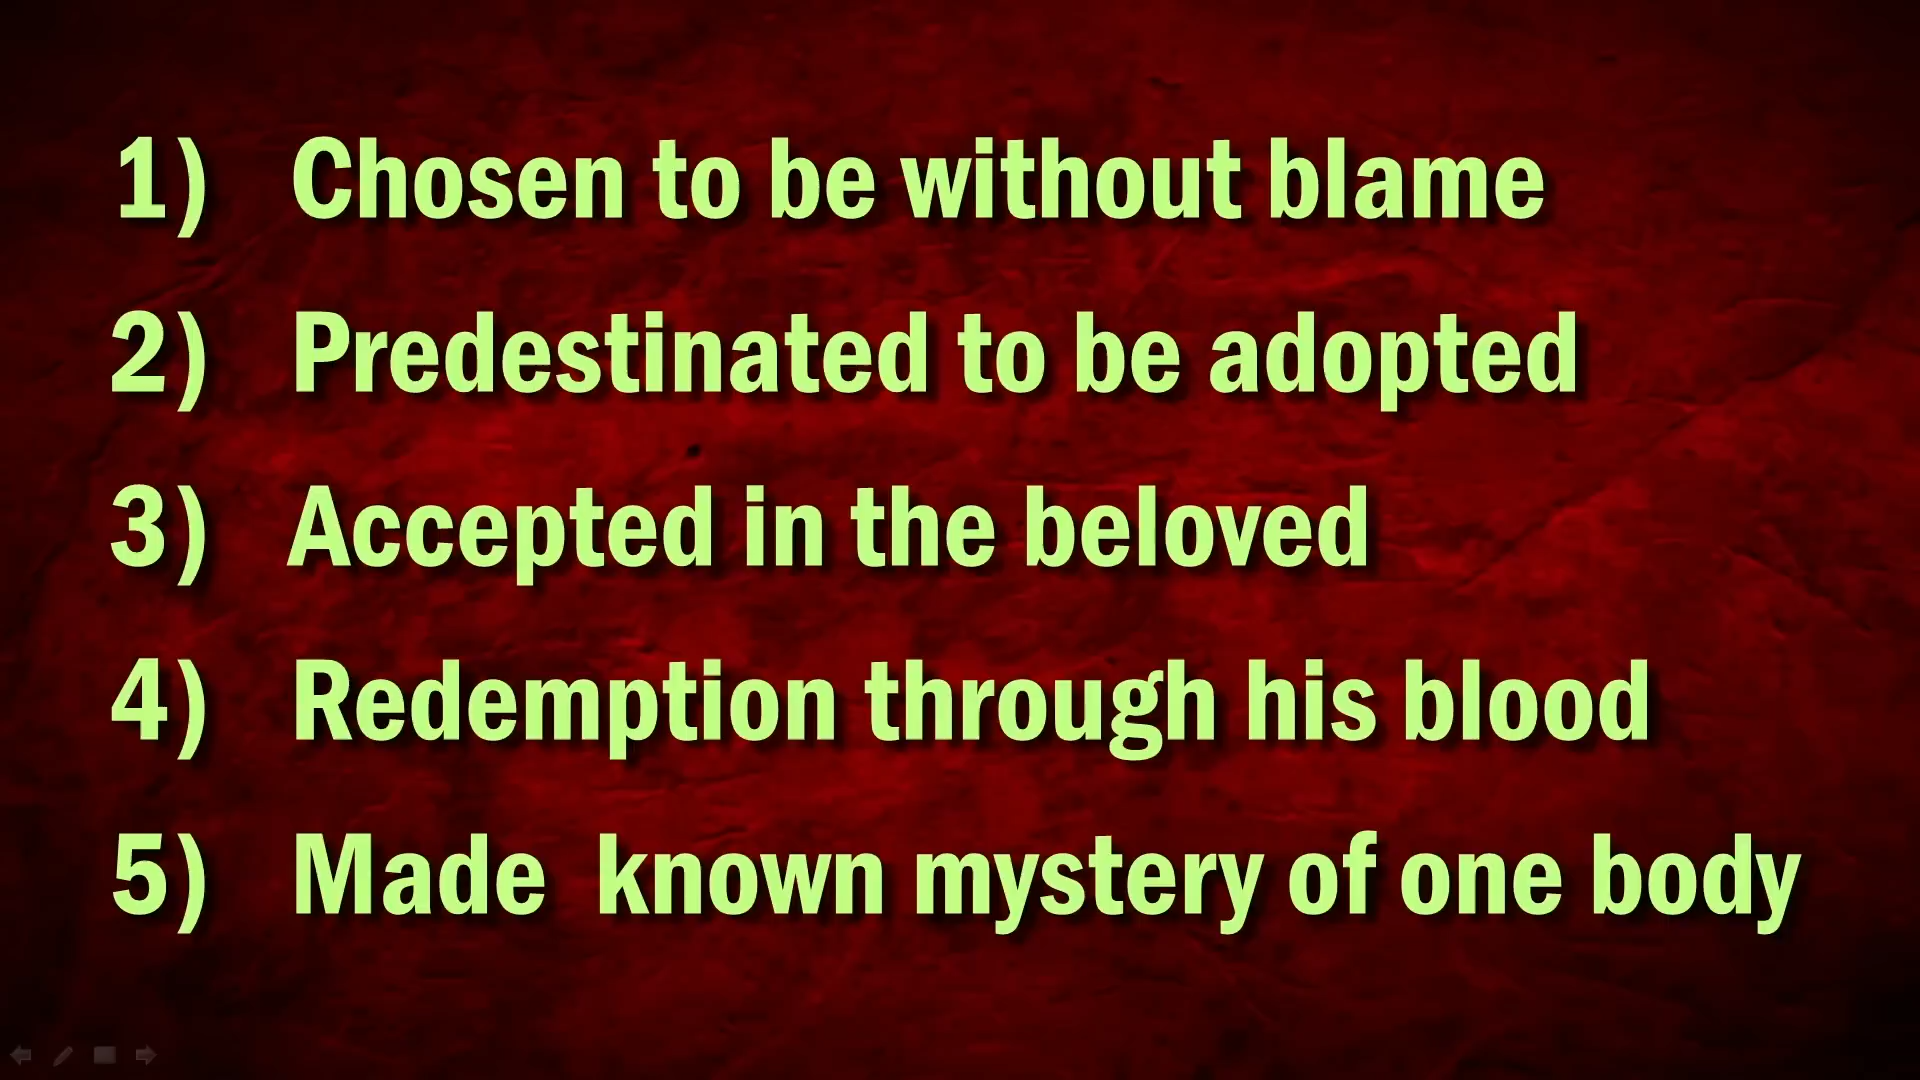 1) Chosen to be without blame
2) Predestinated to be adopted
3) Accepted in the beloved
4) Redemption through his blood
5) Made  known mystery of one body